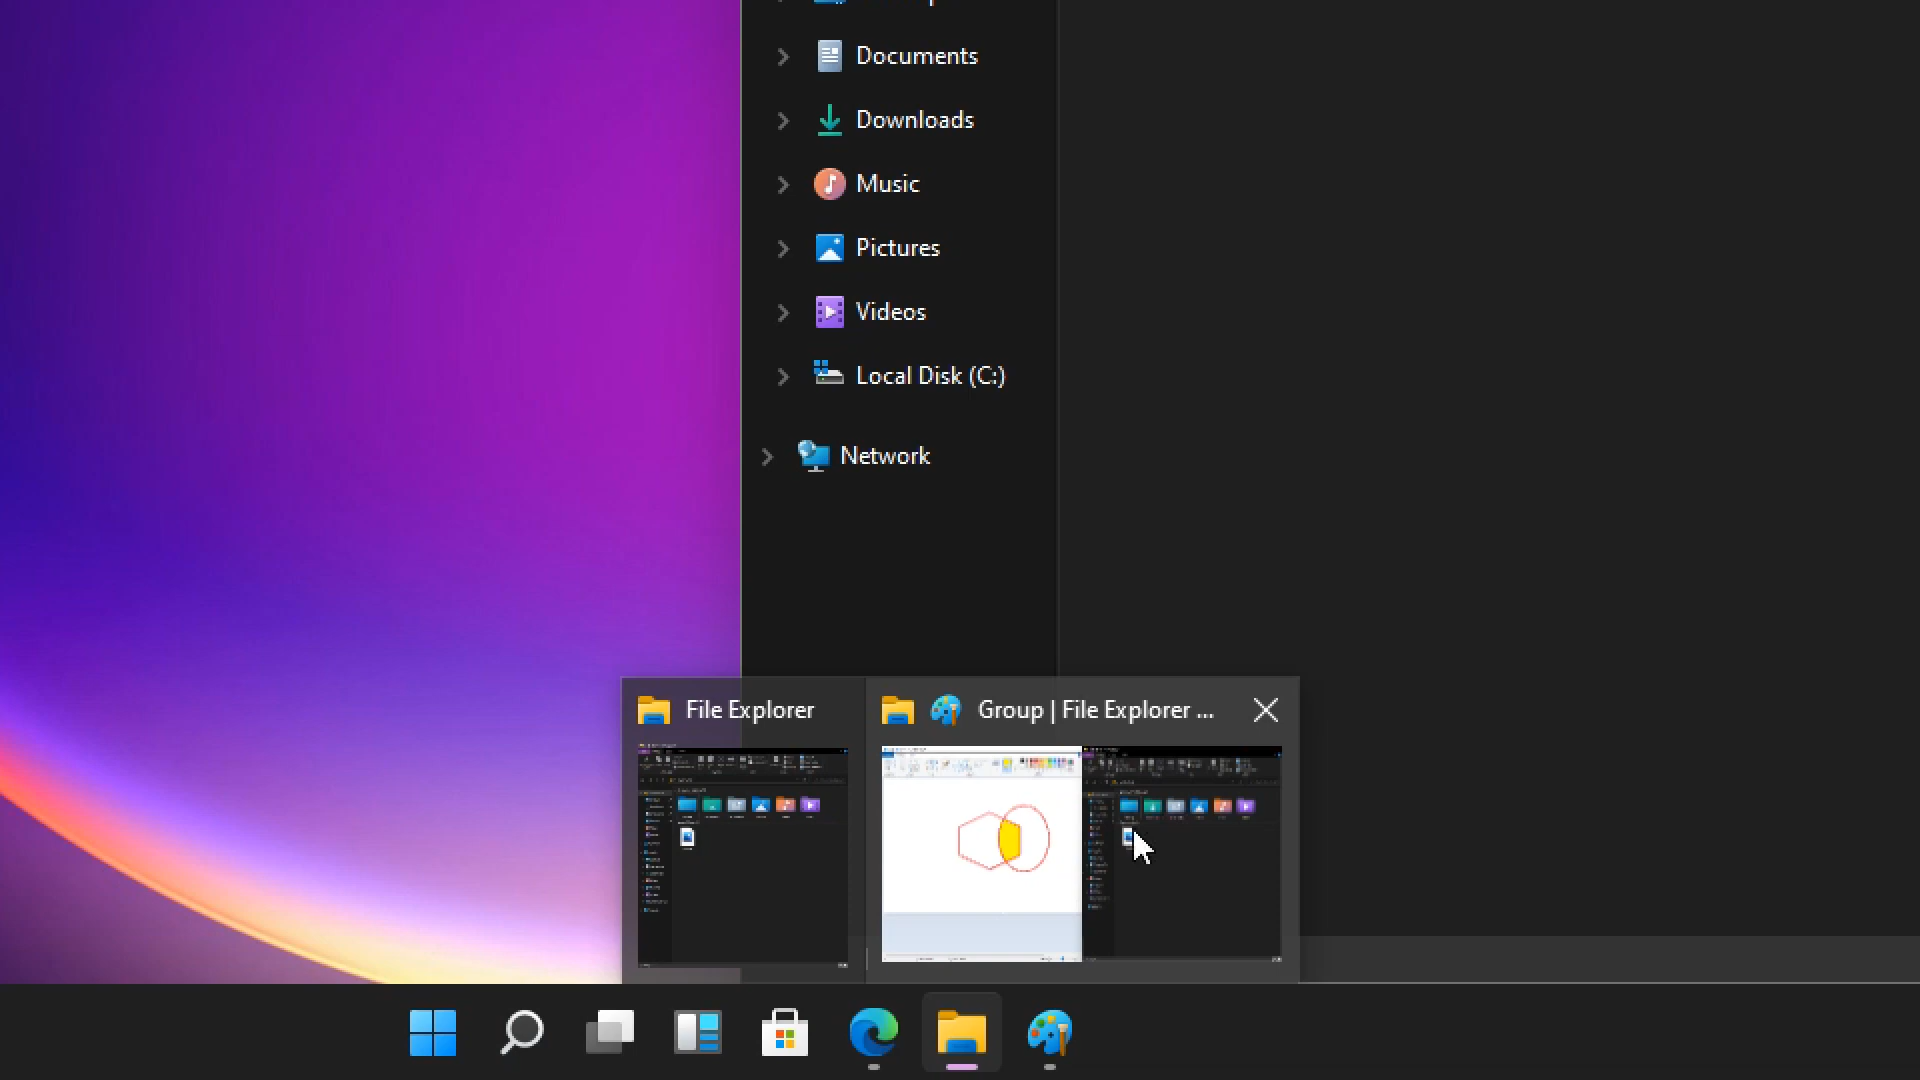 Documents
Downloads
Music
Pictures
Videos
Local Disk (C:)
Network
File Explorer
Group | File Explorer ...